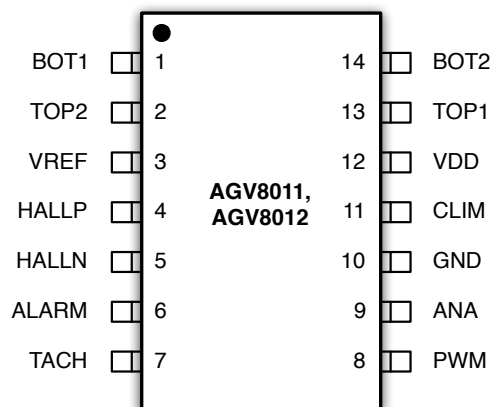 BOT1 1 14 BOT2
TOP2 2 13 TOP1
VREF 3 12 VDD
AGV8011,
HALLP 4 11 CLIM
AGV8012
HALLN 5 10 GND
ALARM 6 9 ANA
TACH 7 8 PWM